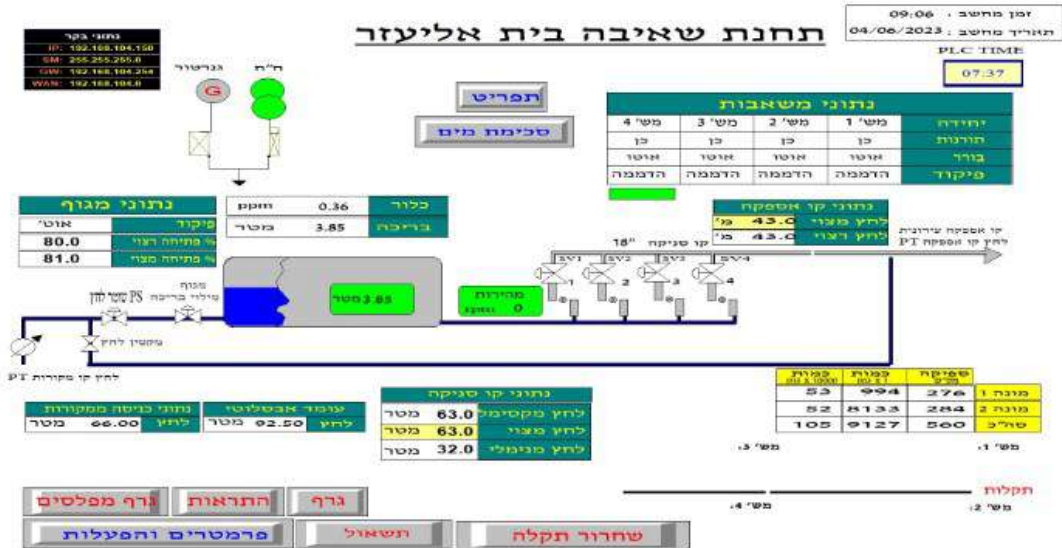 תחנת שאיבה בית אליעזר
זמן מחשב : 09:06
תאריך מחשב : 04/06/2023
PLC TIME
07:37
נתוני בקר
IP: 192.168.104.150
SM: 255.255.255.0
GW: 192.168.104.254
WAN: 192.168.104.0
גנרטור
ח"ח
G
תפריט
סכימת מים
נתוני משאבות
יחידה מש' 1 מש' 2 מש' 3 מש' 4
תורנות כן כן כן כן
בורר אוטו אוטו אוטו אוטו
פיקוד הדממה הדממה הדממה הדממה
נתוני מגוף
פיקוד אוט'
% פתיחה רצוי 80.0
% פתיחה מצוי 81.0
כלור 0.36 ppm
בריכה 3.85 מטר
נתוני קו אספקה
לחץ מצוי 43.0 מ'
לחץ רצוי 43.0 מ'
קו אספקה עירונית
לחץ קו אספקה PT
קו סניקה "18
SV1 SV2 SV3 SV4
1 2 3 4
3.85 מטר
מהירות
0
מגוף
מילוי בריכה
PS
מקטין לחץ
לחץ קו מקורות PT
ספיקה כמות כמות
מונה 1 276 994 53
מונה 2 284 8133 52
סה"כ 560 9127 105
נתוני קו סניקה
לחץ מקסימלי 63.0 מטר
לחץ מצוי 63.0 מטר
לחץ מנימלי 32.0 מטר
עומד אבסלוטי
לחץ 92.50 מטר
נתוני כניסה ממקורות
לחץ 66.00 מטר
מש' 1.
מש' 3.
תקלות
מש' 2.
מש' 4.
גרף
התראות
גרף מפלסים
שחרור תקלה
תשאול
פרמטרים והפעלות